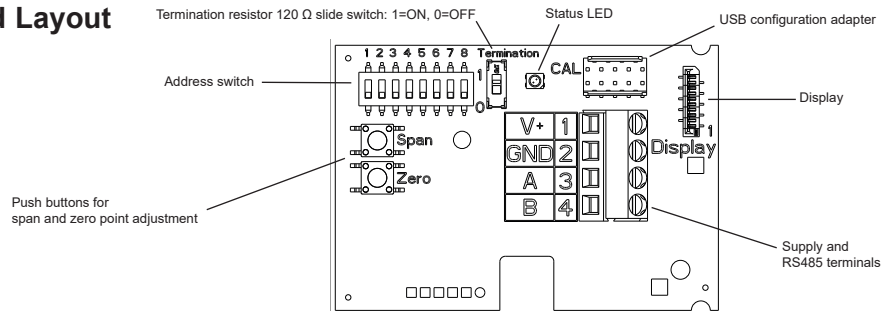 d Layout
Termination resistor 120 Ω slide switch: 1=ON, 0=OFF
Status LED
USB configuration adapter
1 2 3 4 5 6 7 8
Termination
1
0
CAL
Address switch
Display
1
Display
Span
Zero
V+ 1
GND 2
A 3
B 4
Push buttons for
span and zero point adjustment
Supply and
RS485 terminals